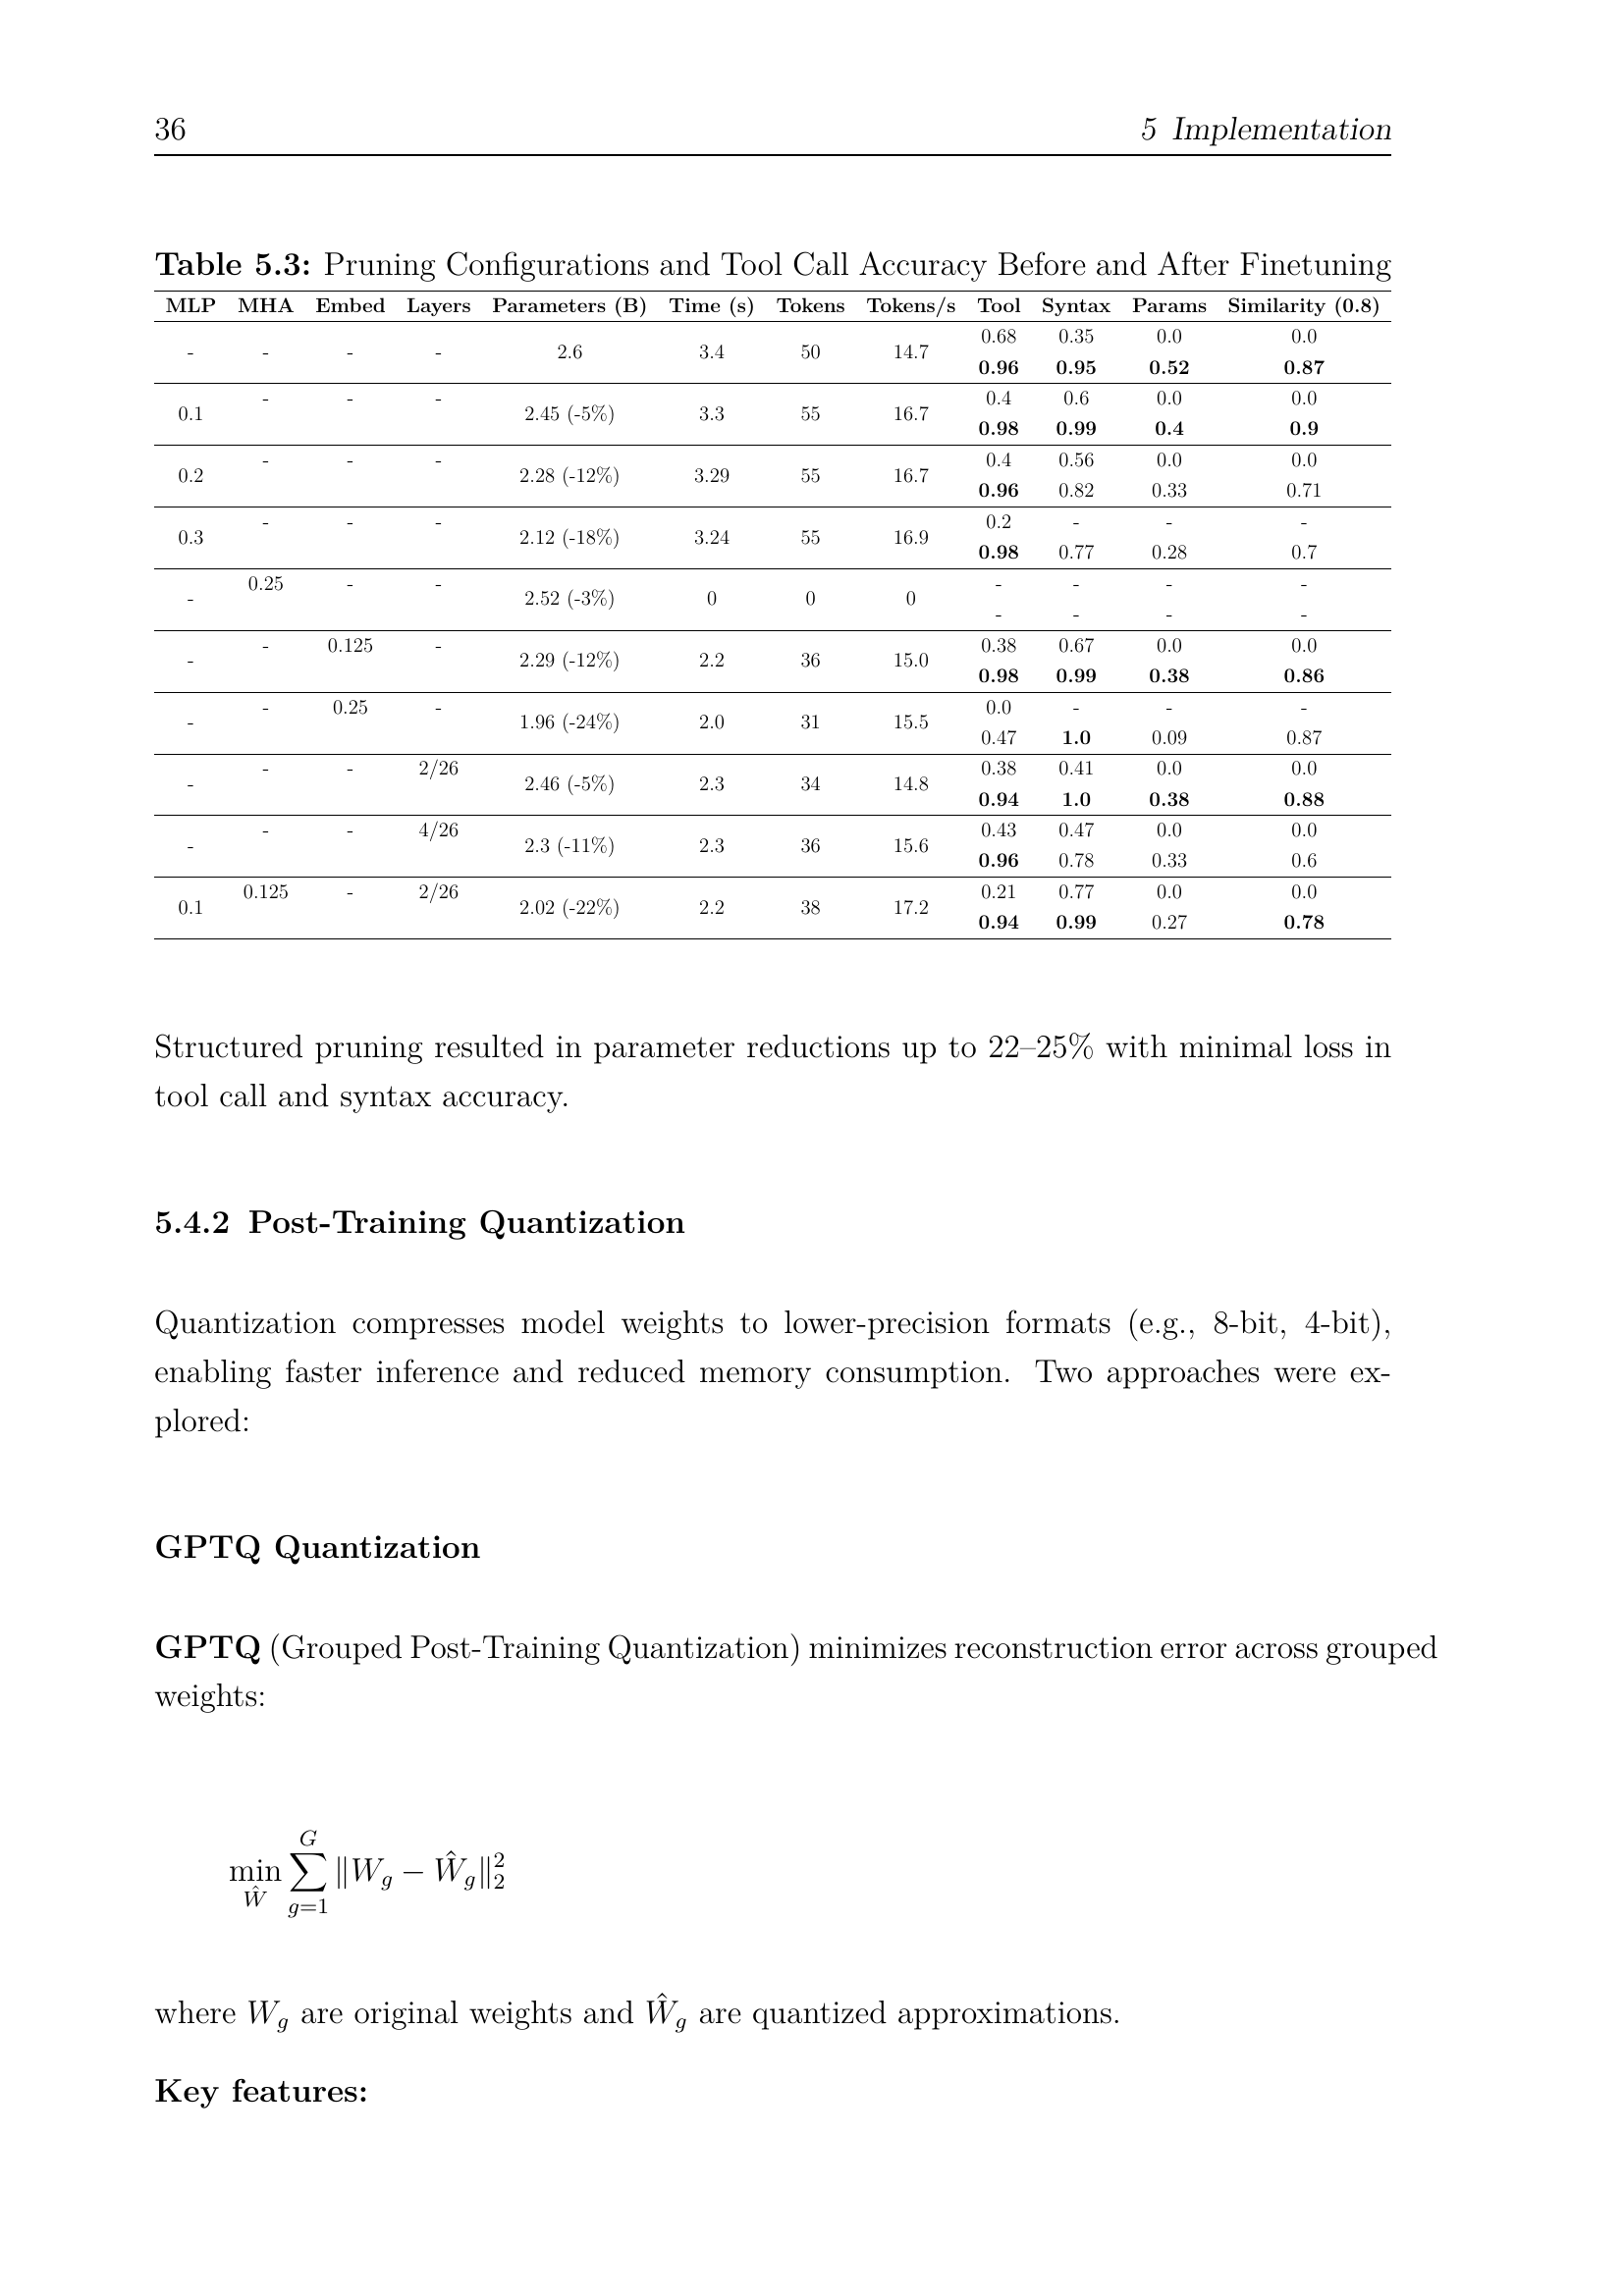 36 5 Implementation
Table 5.3: Pruning Configurations and Tool Call Accuracy Before and After Finetuning
MLP MHA Embed Layers Parameters (B) Time (s) Tokens Tokens/s Tool Syntax Params Similarity (0.8)
- - - - 2.6 3.4 50 14.7 0.68 0.35 0.0 0.0
0.96 0.95 0.52 0.87
0.1 - - - 2.45 (-5%) 3.3 55 16.7 0.4 0.6 0.0 0.0
0.98 0.99 0.4 0.9
0.2 - - - 2.28 (-12%) 3.29 55 16.7 0.4 0.56 0.0 0.0
0.96 0.82 0.33 0.71
0.3 - - - 2.12 (-18%) 3.24 55 16.9 0.2 - - -
0.98 0.77 0.28 0.7
- 0.25 - - 2.52 (-3%) 0 0 0 - - - -
- - - -
- - 0.125 - 2.29 (-12%) 2.2 36 15.0 0.38 0.67 0.0 0.0
0.98 0.99 0.38 0.86
- - 0.25 - 1.96 (-24%) 2.0 31 15.5 0.0 - - -
0.47 1.0 0.09 0.87
- - - 2/26 2.46 (-5%) 2.3 34 14.8 0.38 0.41 0.0 0.0
0.94 1.0 0.38 0.88
- - - 4/26 2.3 (-11%) 2.3 36 15.6 0.43 0.47 0.0 0.0
0.96 0.78 0.33 0.6
0.1 0.125 - 2/26 2.02 (-22%) 2.2 38 17.2 0.21 0.77 0.0 0.0
0.94 0.99 0.27 0.78
Structured pruning resulted in parameter reductions up to 22–25% with minimal loss in
tool call and syntax accuracy.
5.4.2 Post-Training Quantization
Quantization compresses model weights to lower-precision formats (e.g., 8-bit, 4-bit),
enabling faster inference and reduced memory consumption. Two approaches were ex-
plored:
GPTQ Quantization
GPTQ (Grouped Post-Training Quantization) minimizes reconstruction error across grouped
weights:
min_{Ŵ} ∑_{g=1}^{G} ‖W_g − Ŵ_g‖_2^2
where W_g are original weights and Ŵ_g are quantized approximations.
Key features: